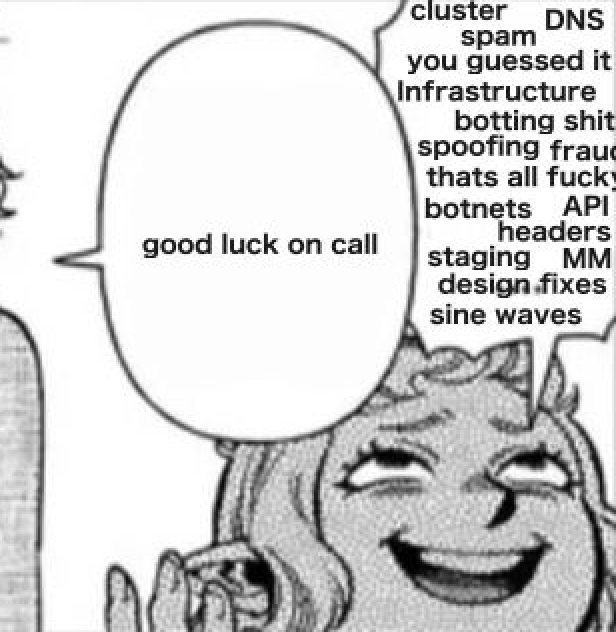 good luck on call
cluster DNS
spam
you guessed it
Infrastructure
botting shit
spoofing frauc
thats all fucky
botnets API
headers
staging MM
design fixes
sine waves